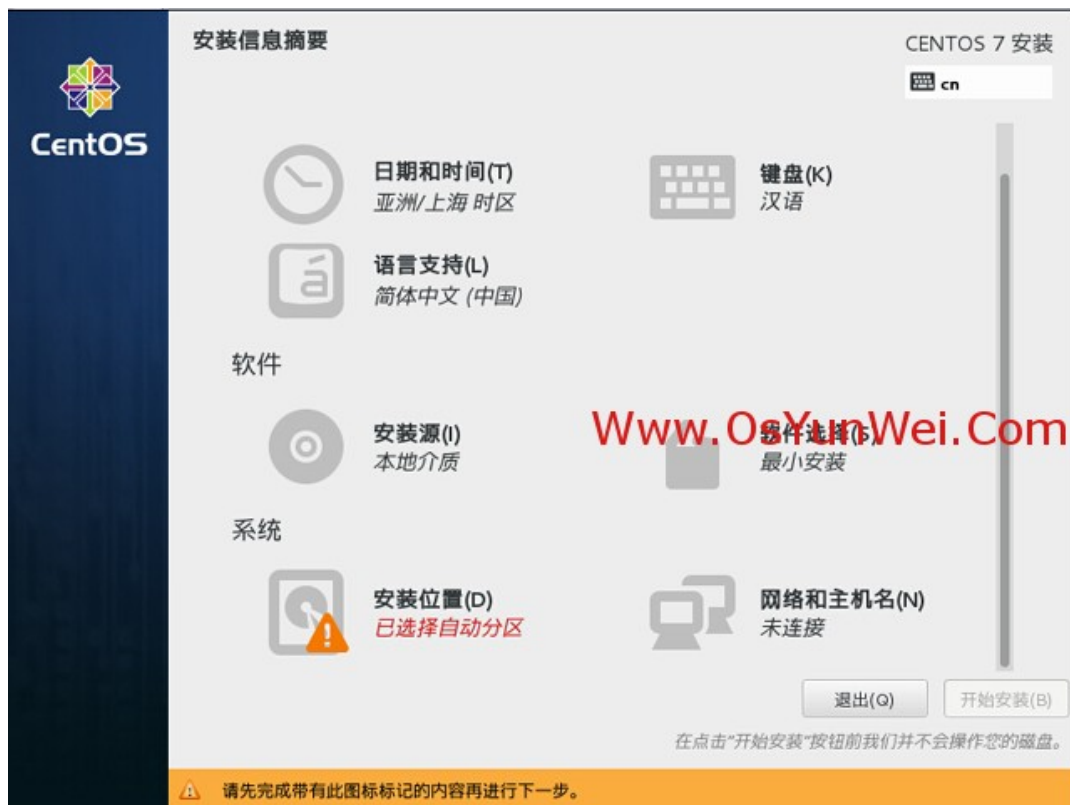 安装信息摘要
CENTOS 7 安装
cn
CentOS
日期和时间(T)
亚洲/上海 时区
键盘(K)
汉语
á
语言支持(L)
简体中文 (中国)
软件
安装源(I)
本地介质
Www.OsYunWei.Com
软件选择(S)
最小安装
系统
安装位置(D)
已选择自动分区
网络和主机名(N)
未连接
退出(Q)
开始安装(B)
在点击"开始安装"按钮前我们并不会操作您的磁盘。
请先完成带有此图标标记的内容再进行下一步。